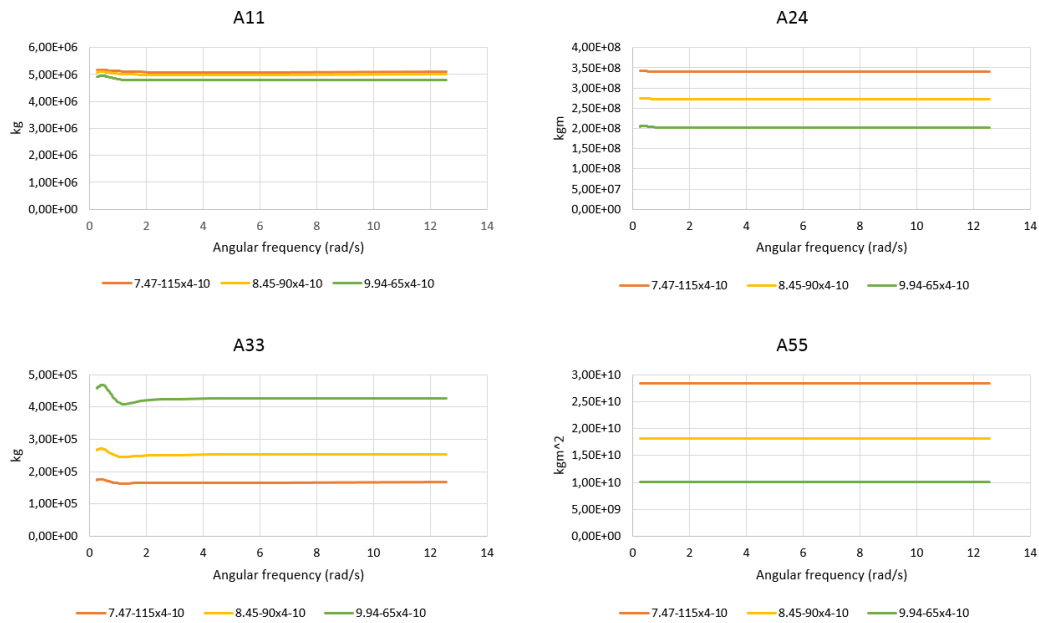 A11
6,00E+06
5,00E+06
4,00E+06
3,00E+06
2,00E+06
1,00E+06
0,00E+00
kg
0 2 4 6 8 10 12 14
Angular frequency (rad/s)
7.47-115x4-10 8.45-90x4-10 9.94-65x4-10
A24
4,00E+08
3,50E+08
3,00E+08
2,50E+08
2,00E+08
1,50E+08
1,00E+08
5,00E+07
0,00E+00
kgm
0 2 4 6 8 10 12 14
Angular frequency (rad/s)
7.47-115x4-10 8.45-90x4-10 9.94-65x4-10
A33
5,00E+05
4,00E+05
3,00E+05
2,00E+05
1,00E+05
0,00E+00
kg
0 2 4 6 8 10 12 14
Angular frequency (rad/s)
7.47-115x4-10 8.45-90x4-10 9.94-65x4-10
A55
3,00E+10
2,50E+10
2,00E+10
1,50E+10
1,00E+10
5,00E+09
0,00E+00
kgm^2
0 2 4 6 8 10 12 14
Angular frequency (rad/s)
7.47-115x4-10 8.45-90x4-10 9.94-65x4-10